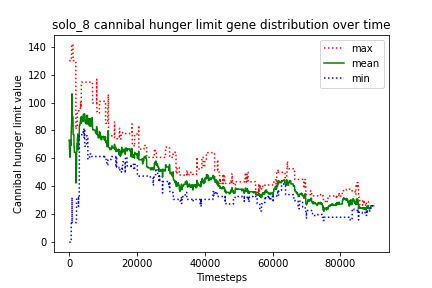 solo_8 cannibal hunger limit gene distribution over time
max
mean
min
Cannibal hunger limit value
140
120
100
80
60
40
20
0
0 20000 40000 60000 80000
Timesteps